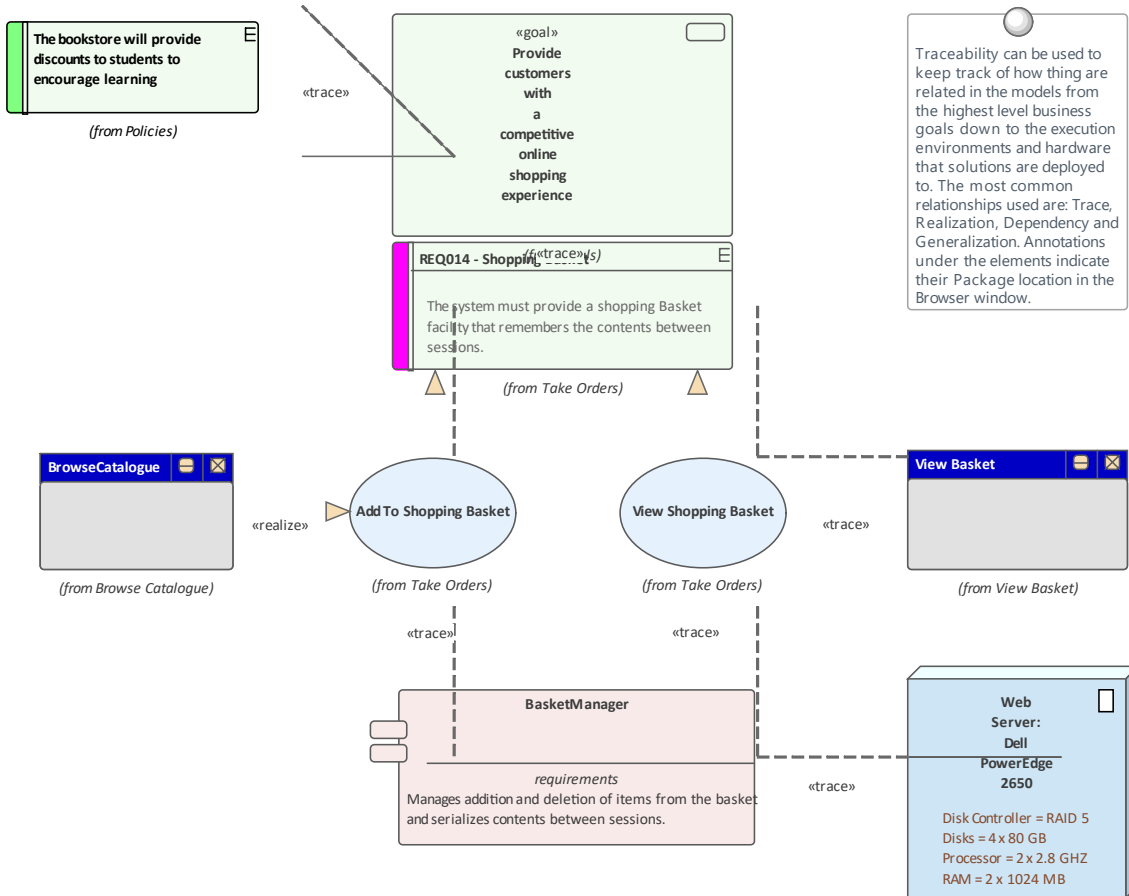 The bookstore will provide
discounts to students to
encourage learning
(from Policies)
«trace»
«goal»
Provide
customers
with
a
competitive
online
shopping
experience
«trace»
REQ014 - Shopping Basket
The system must provide a shopping Basket
facility that remembers the contents between
sessions.
(from Take Orders)
Traceability can be used to
keep track of how thing are
related in the models from
the highest level business
goals down to the execution
environments and hardware
that solutions are deployed
to. The most common
relationships used are: Trace,
Realization, Dependency and
Generalization. Annotations
under the elements indicate
their Package location in the
Browser window.
BrowseCatalogue
(from Browse Catalogue)
«realize»
Add To Shopping Basket
(from Take Orders)
View Shopping Basket
(from Take Orders)
«trace»
View Basket
(from View Basket)
«trace»
«trace»
BasketManager
requirements
Manages addition and deletion of items from the basket
and serializes contents between sessions.
«trace»
Web
Server:
Dell
PowerEdge
2650
Disk Controller = RAID 5
Disks = 4 x 80 GB
Processor = 2 x 2.8 GHZ
RAM = 2 x 1024 MB